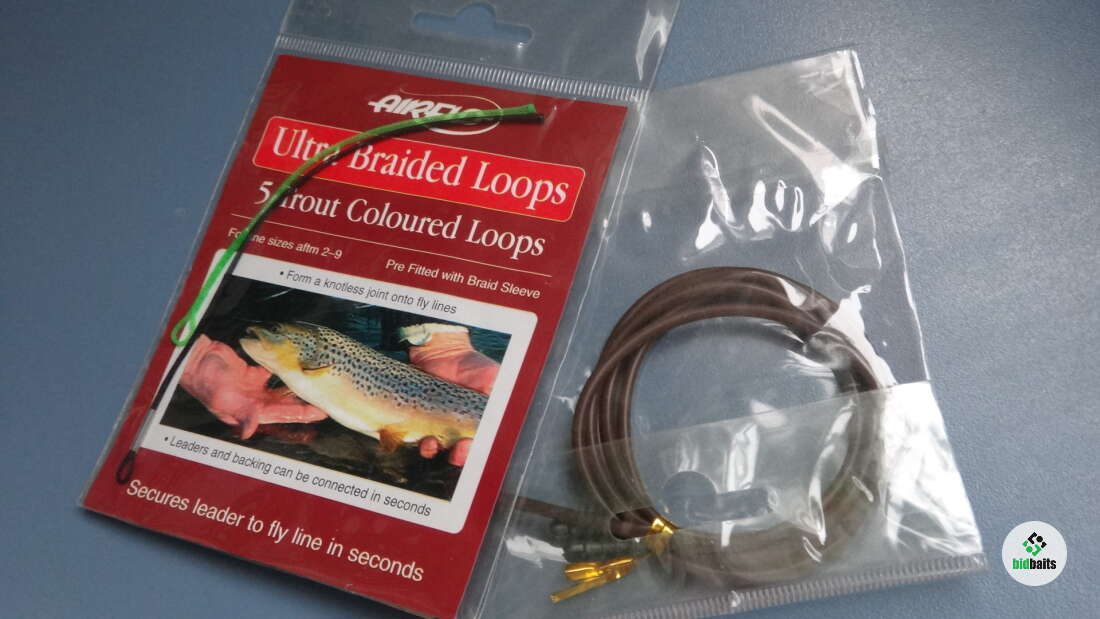 AIRFLO
Ultra Braided Loops
5 Trout Coloured Loops
For line sizes aftm 2–9
Pre Fitted with Braid Sleeve
• Form a knotless joint onto fly lines
• Leaders and backing can be connected in seconds
Secures leader to fly line in seconds
bidbaits